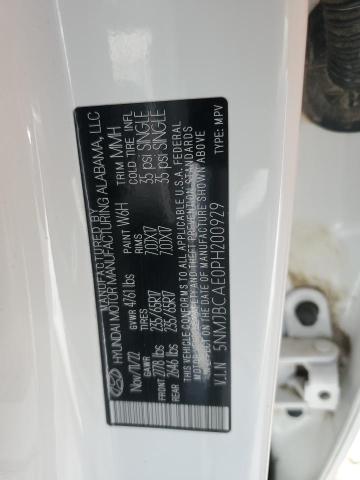 MANUFACTURED BY
HYUNDAI MOTOR MANUFACTURING ALABAMA, LLC
Nov/11/22 PAINT W6H TRIM MMH
GVWR 4761 lbs
GAWR TIRES RIMS COLD TIRE INFL
FRONT 2778 lbs 235/65R17 7.0JX17 35 psi SINGLE
REAR 2646 lbs 235/65R17 7.0JX17 35 psi SINGLE
THIS VEHICLE CONFORMS TO ALL APPLICABLE U.S.A. FEDERAL
MOTOR VEHICLE SAFETY AND THEFT PREVENTION STANDARDS
IN EFFECT ON THE DATE OF MANUFACTURE SHOWN ABOVE
V.I.N 5NMJBCAE0PH200929 TYPE: MPV